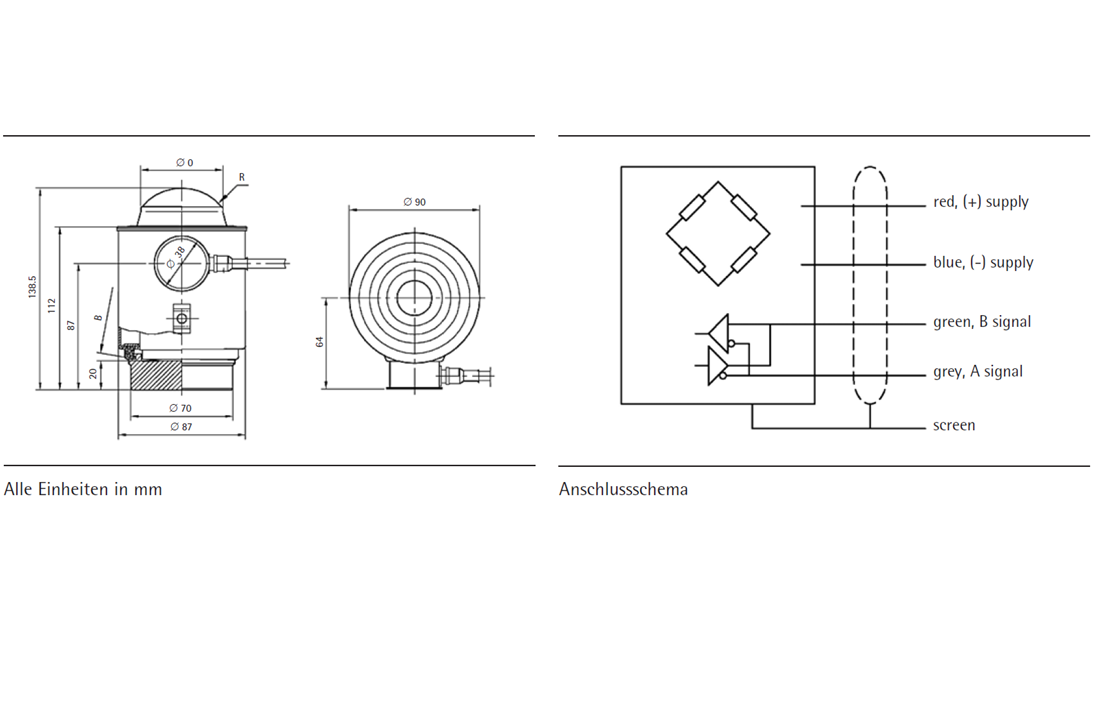 ∅ 0
R
∅ 38
138.5
112
87
B
20
∅ 70
∅ 87
∅ 90
64
red, (+) supply
blue, (-) supply
green, B signal
grey, A signal
screen
Alle Einheiten in mm
Anschlussschema